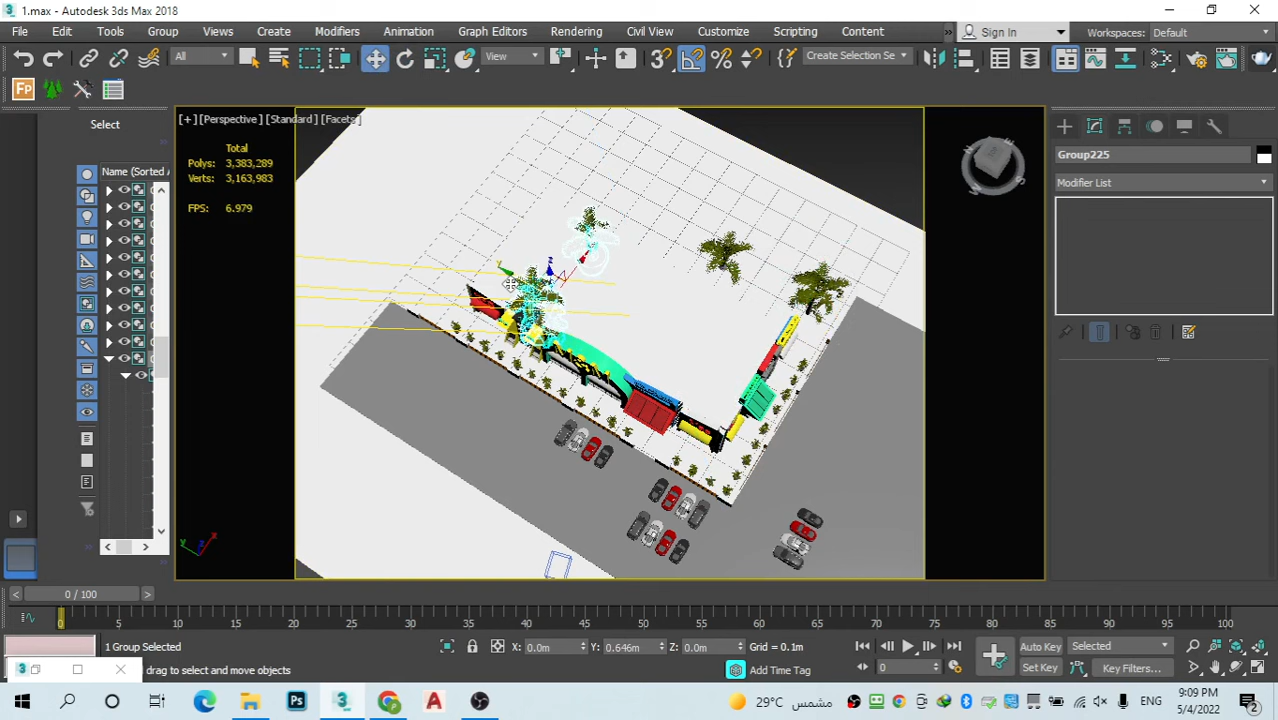 1.max - Autodesk 3ds Max 2018
File Edit Tools Group Views Create Modifiers Animation Graph Editors Rendering Civil View Customize Scripting Content Sign In Workspaces: Default
All View Create Selection Se
Fp
Select
Name (Sorted A
[+] [Perspective] [Standard] [Facets]
Total
Polys: 3,383,289
Verts: 3,163,983
FPS: 6.979
Group225
Modifier List
0 / 100
0 5 10 15 20 25 30 35 40 45 50 55 60 65 70 75 80 85 90 95 100
1 Group Selected X: 0.0m Y: 0.646m Z: 0.0m Grid = 0.1m Auto Key Selected
drag to select and move objects Add Time Tag 0 Set Key Key Filters...
29°C مشمس ENG 9:09 PM
5/4/2022 2